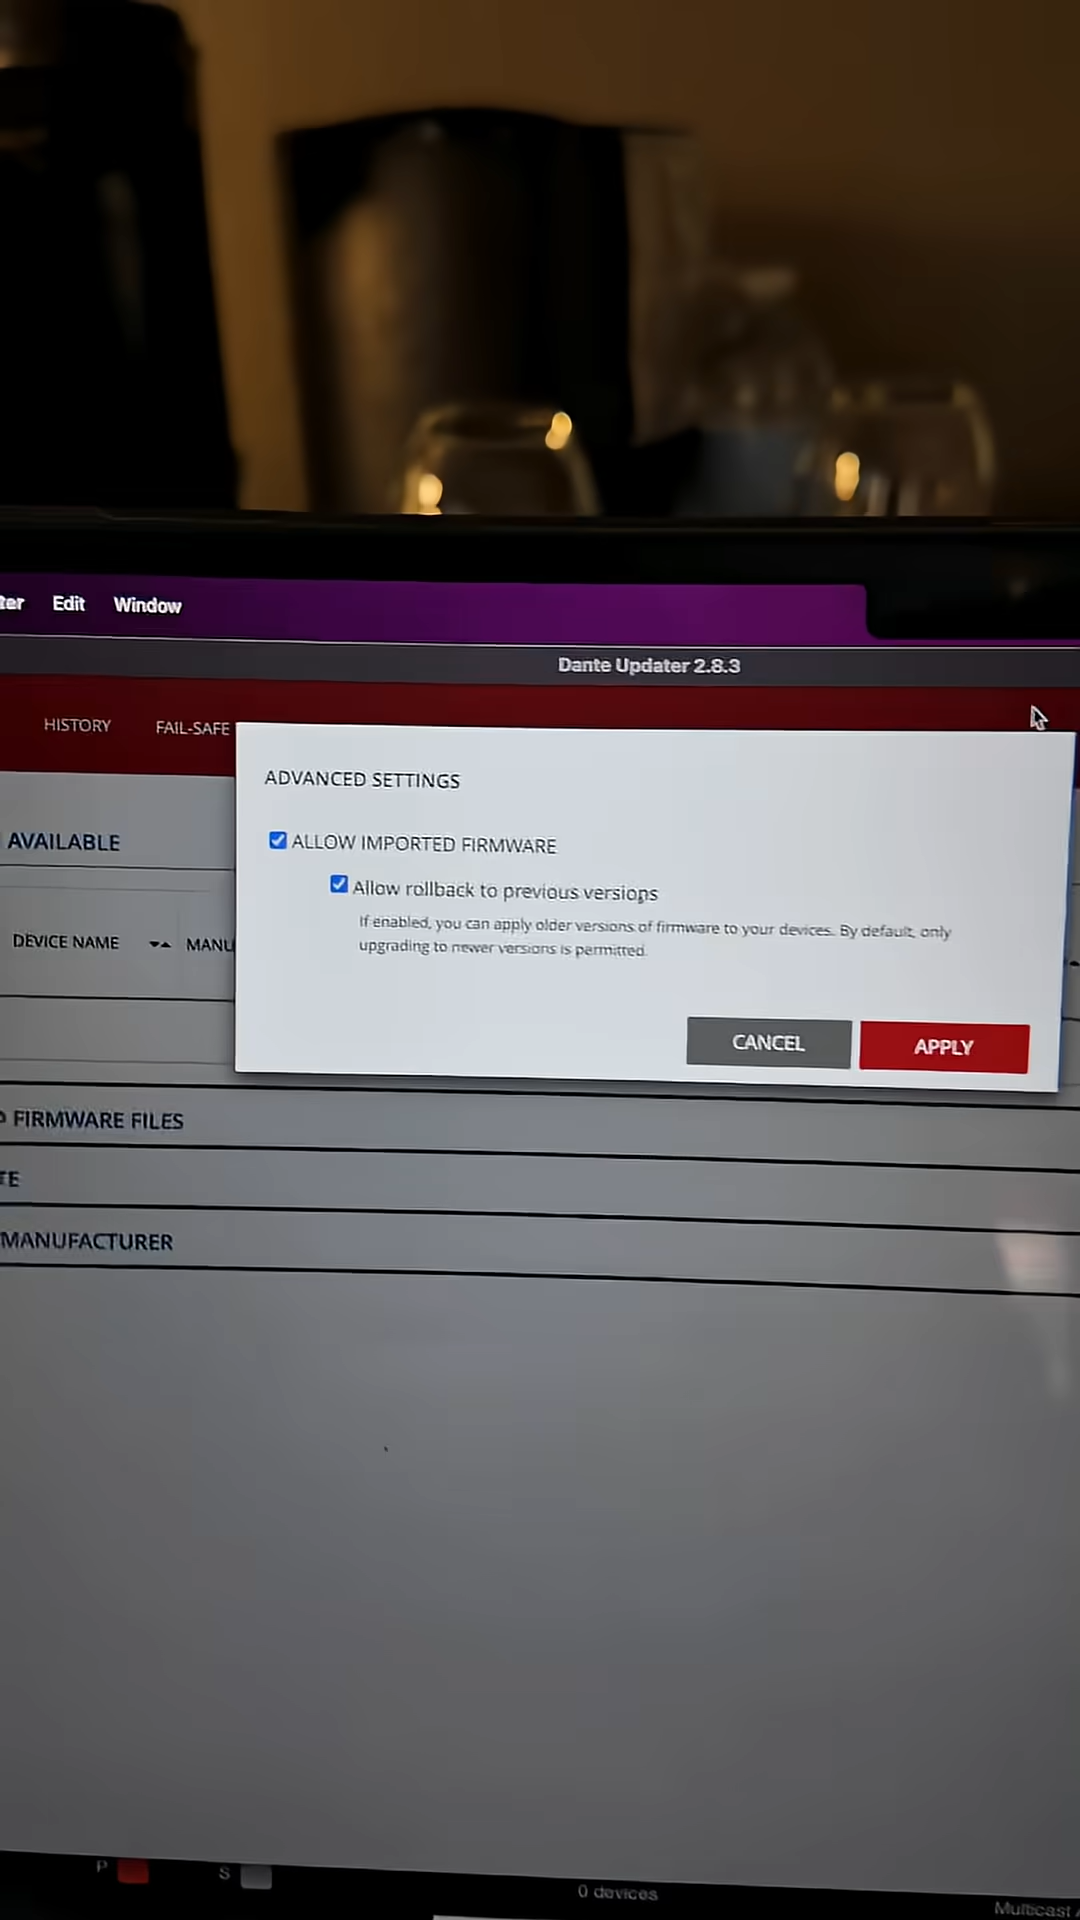 Edit Window
Dante Updater 2.8.3
HISTORY FAIL-SAFE
ADVANCED SETTINGS
ALLOW IMPORTED FIRMWARE
Allow rollback to previous versions
If enabled, you can apply older versions of firmware to your devices. By default, only
upgrading to newer versions is permitted.
CANCEL APPLY
AVAILABLE
DEVICE NAME MANU
FIRMWARE FILES
TE
MANUFACTURER
P S 0 devices
Multicast